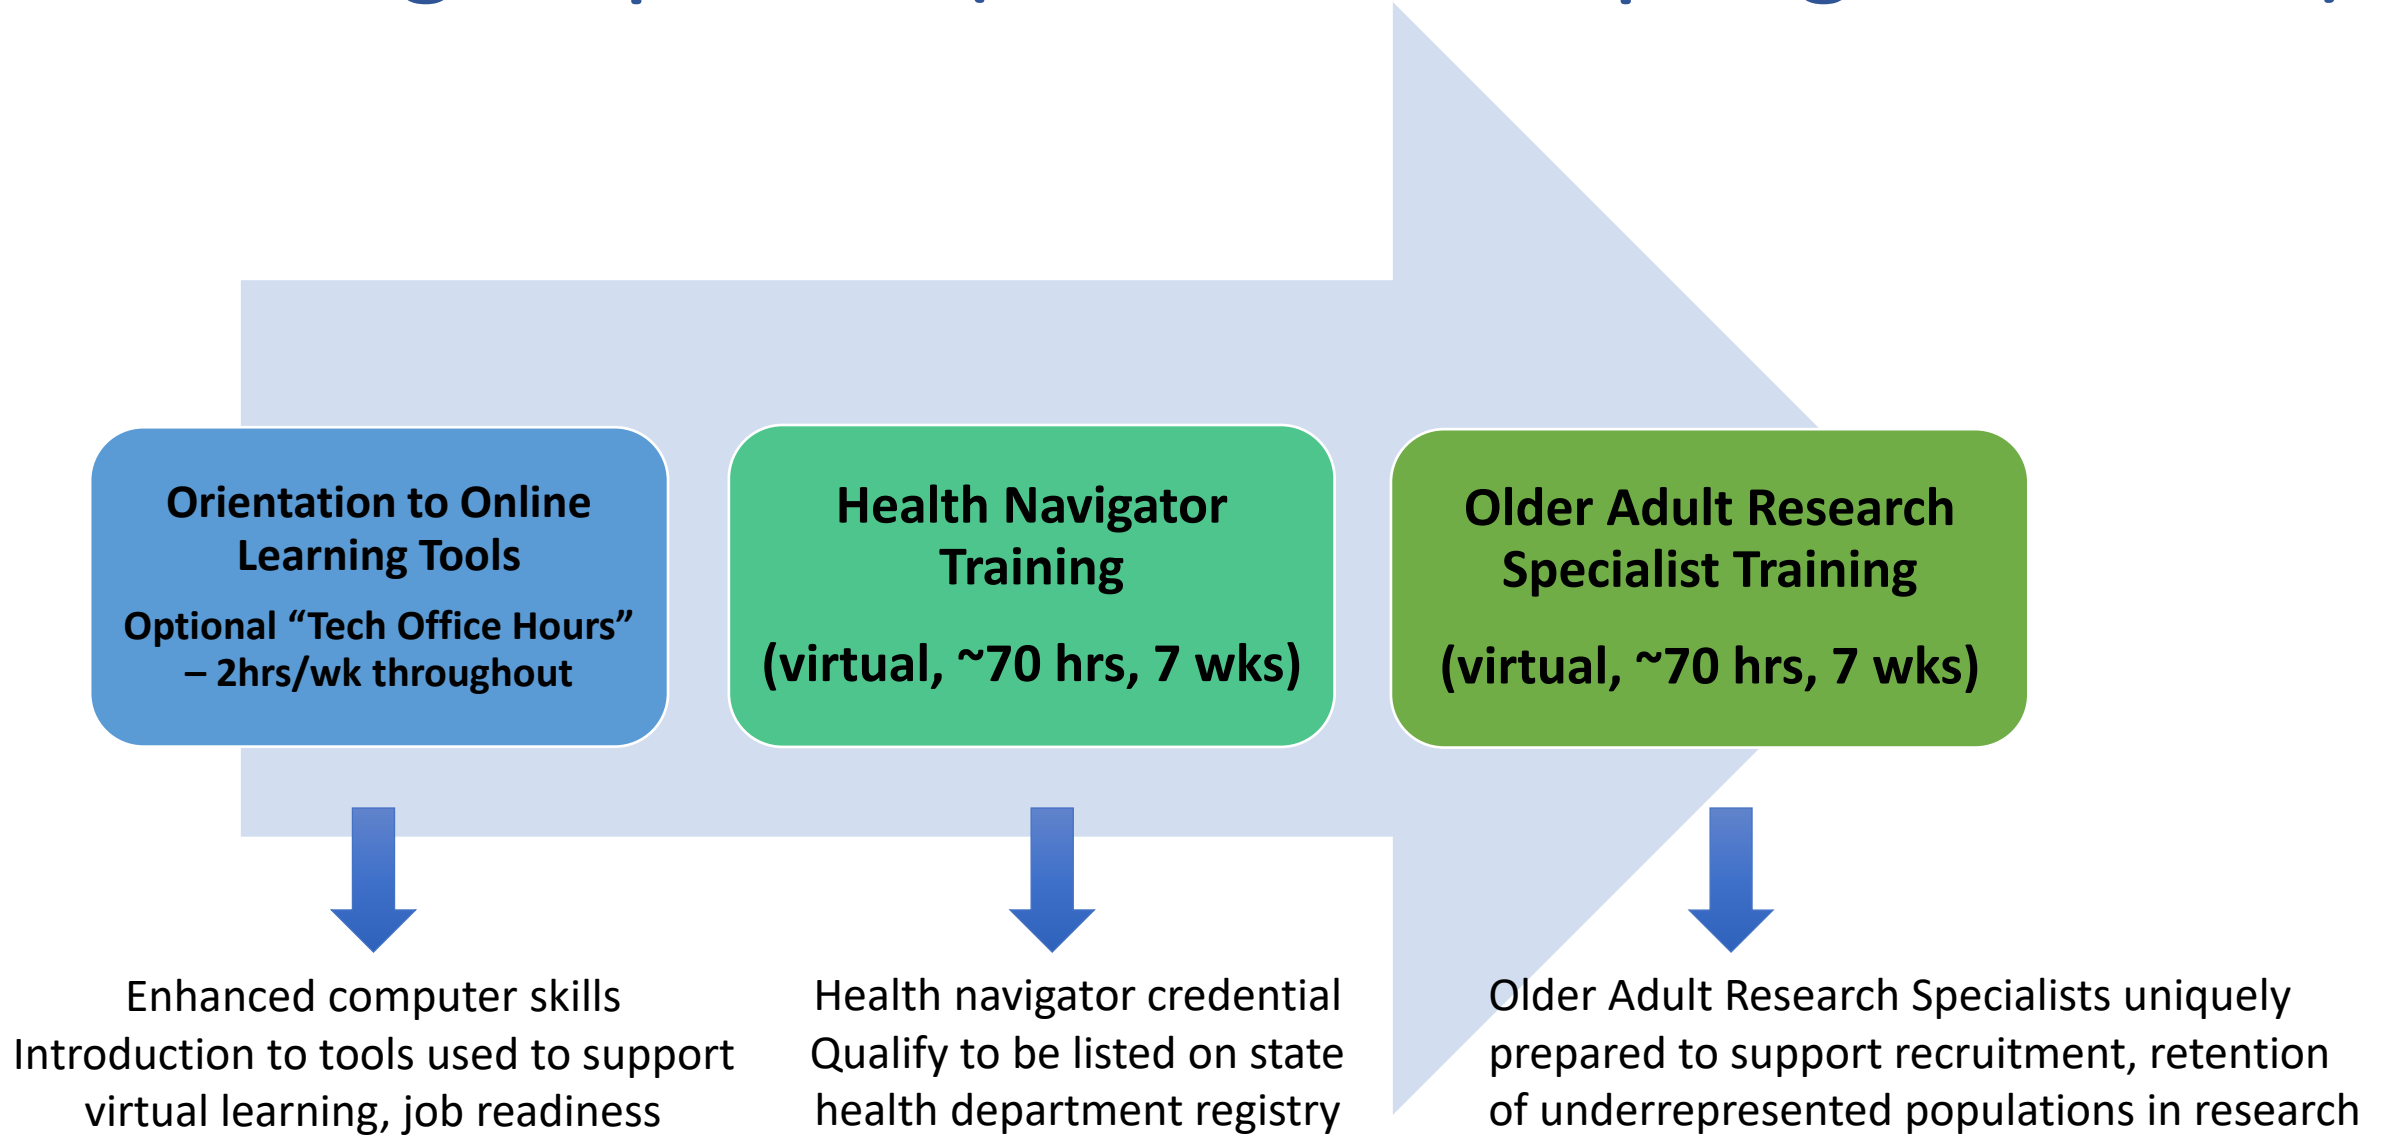 Orientation to Online
Learning Tools
Optional “Tech Office Hours”
– 2hrs/wk throughout
Health Navigator
Training
(virtual, ~70 hrs, 7 wks)
Older Adult Research
Specialist Training
(virtual, ~70 hrs, 7 wks)
Enhanced computer skills
Introduction to tools used to support
virtual learning, job readiness
Health navigator credential
Qualify to be listed on state
health department registry
Older Adult Research Specialists uniquely
prepared to support recruitment, retention
of underrepresented populations in research